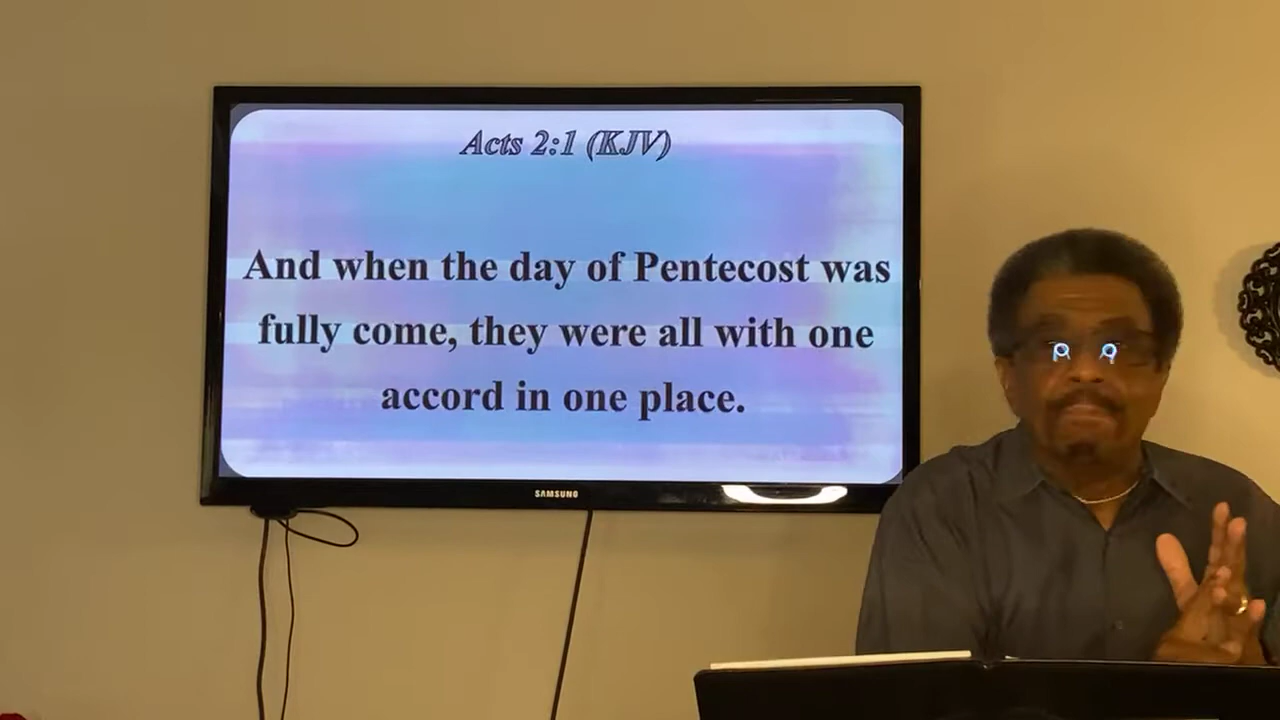 Acts 2:1 (KJV)
And when the day of Pentecost was
fully come, they were all with one
accord in one place.
SAMSUNG